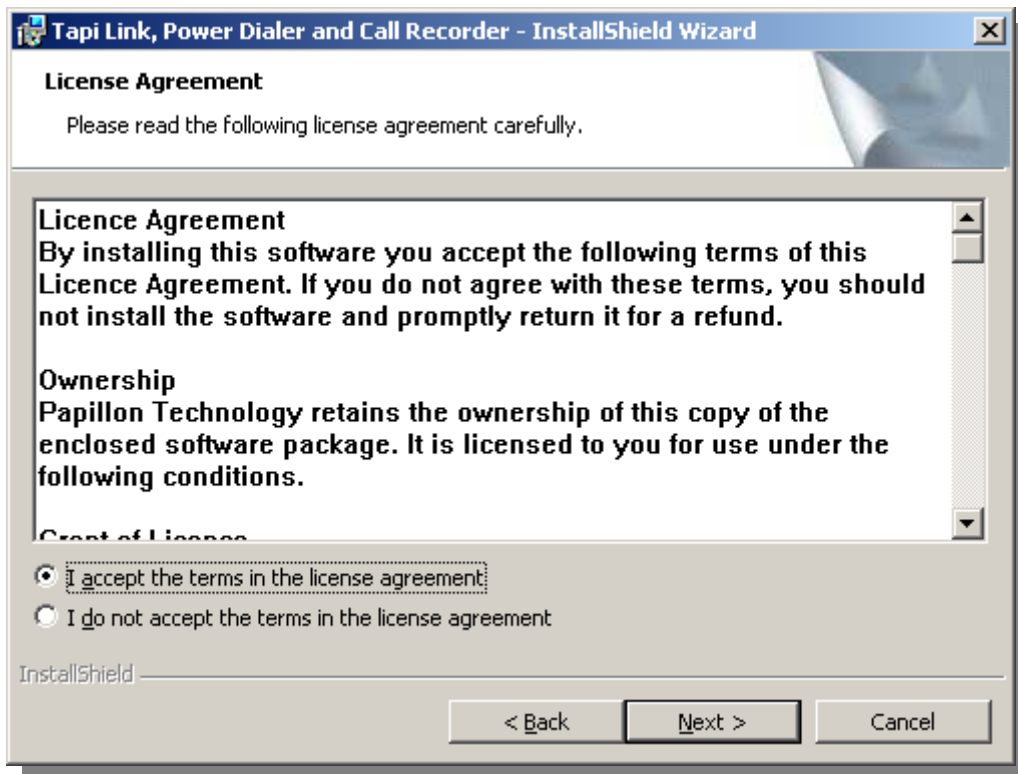 Tapi Link, Power Dialer and Call Recorder - InstallShield Wizard
License Agreement
Please read the following license agreement carefully.
Licence Agreement
By installing this software you accept the following terms of this
Licence Agreement. If you do not agree with these terms, you should
not install the software and promptly return it for a refund.
Ownership
Papillon Technology retains the ownership of this copy of the
enclosed software package. It is licensed to you for use under the
following conditions.
Grant of Licence
I accept the terms in the license agreement
I do not accept the terms in the license agreement
InstallShield
< Back
Next >
Cancel